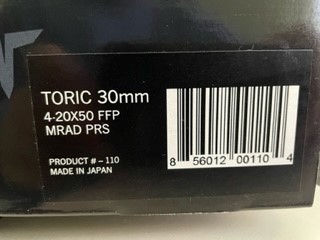 TORIC 30mm
4-20X50 FFP
MRAD PRS
PRODUCT # - 110
MADE IN JAPAN
8 56012 00110 4